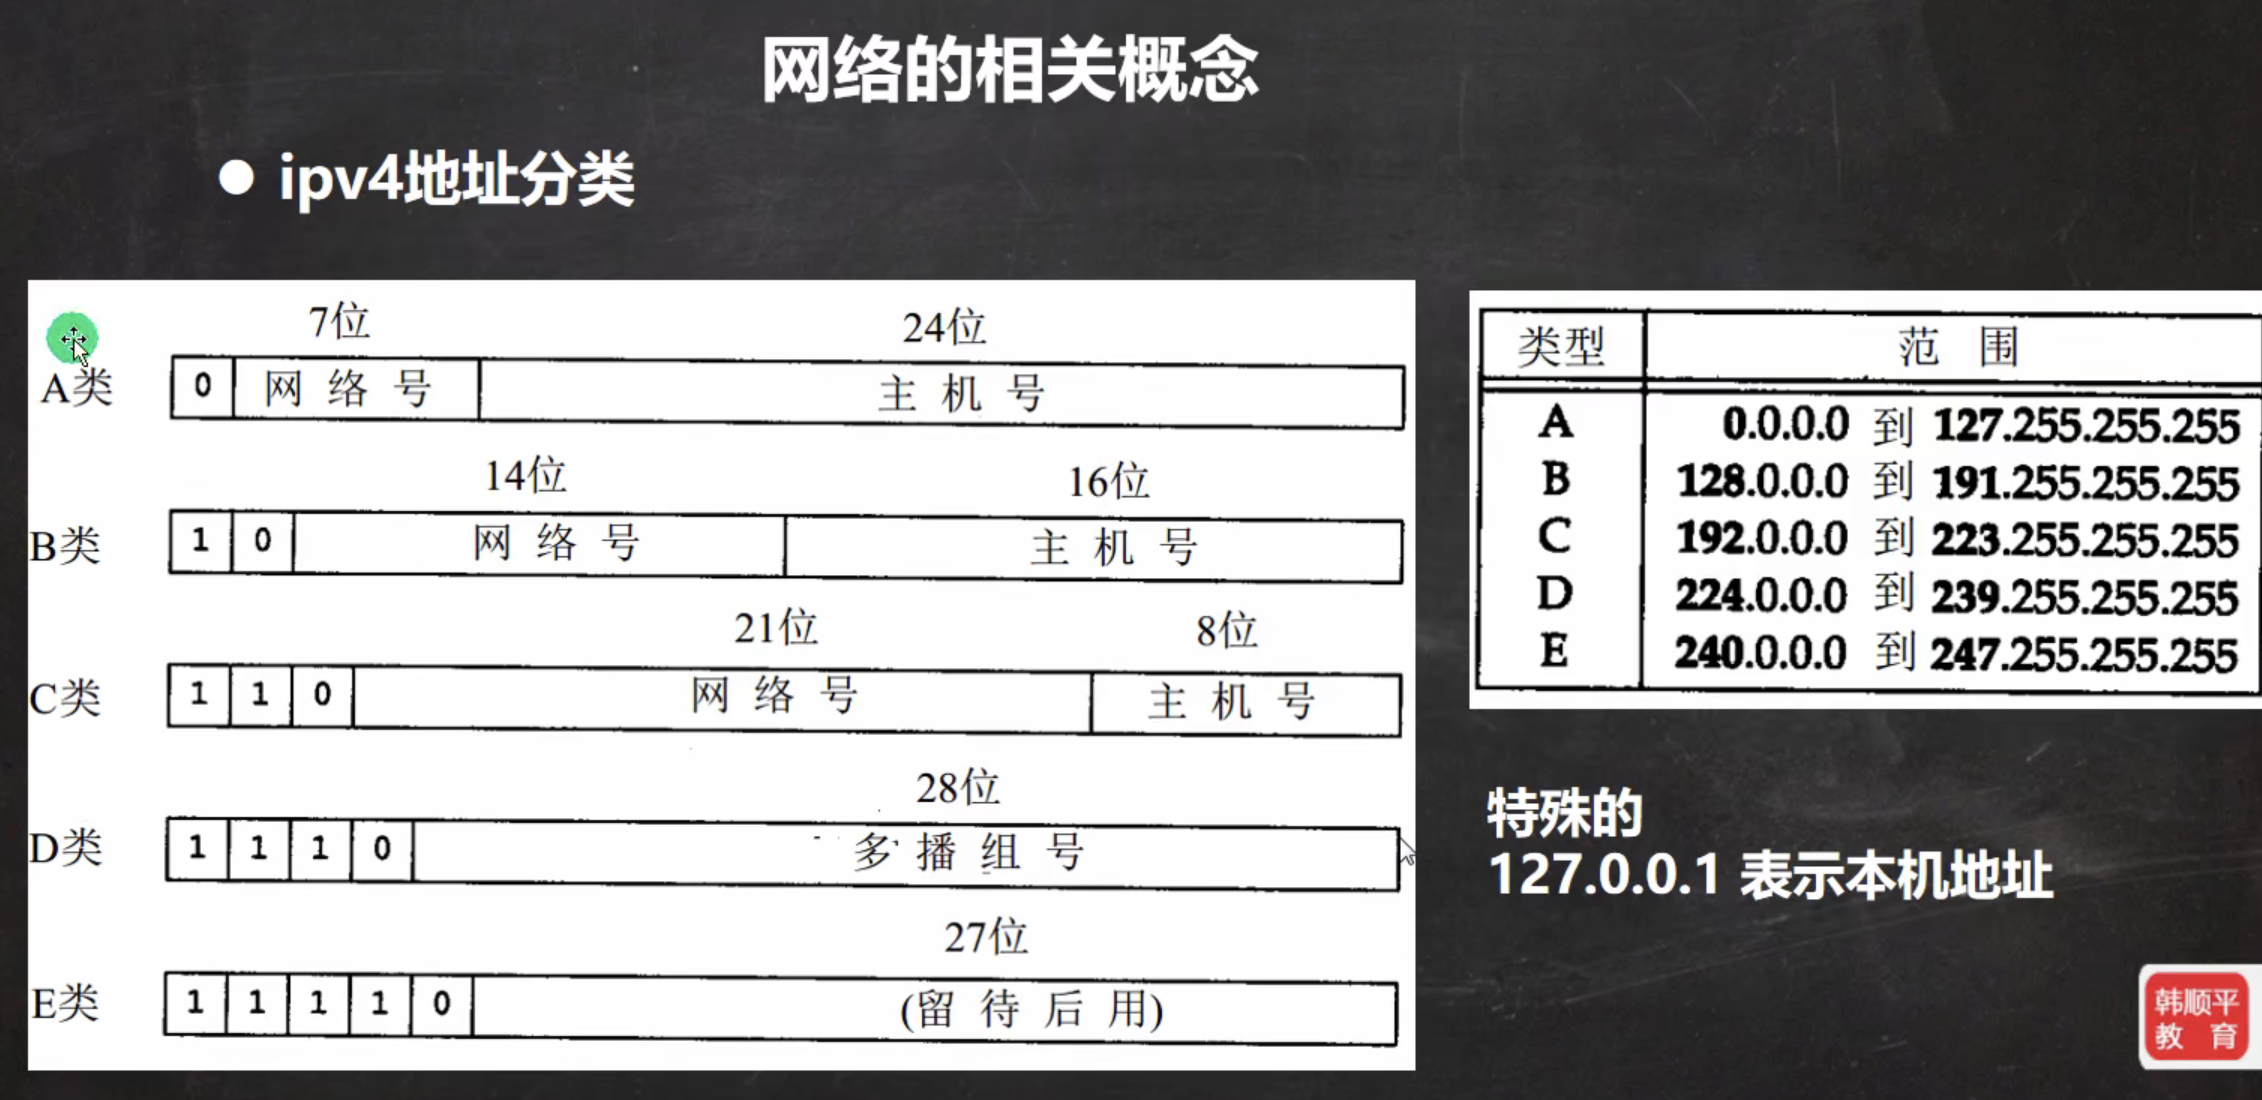 网络的相关概念
● ipv4地址分类
7位 24位
A类 0 网络号 主机号
14位 16位
B类 1 0 网络号 主机号
21位 8位
C类 1 1 0 网络号 主机号
28位
D类 1 1 1 0 多播组号
27位
E类 1 1 1 1 0 (留待后用)
类型 范围
A 0.0.0.0 到 127.255.255.255
B 128.0.0.0 到 191.255.255.255
C 192.0.0.0 到 223.255.255.255
D 224.0.0.0 到 239.255.255.255
E 240.0.0.0 到 247.255.255.255
特殊的
127.0.0.1 表示本机地址
韩顺平
教育